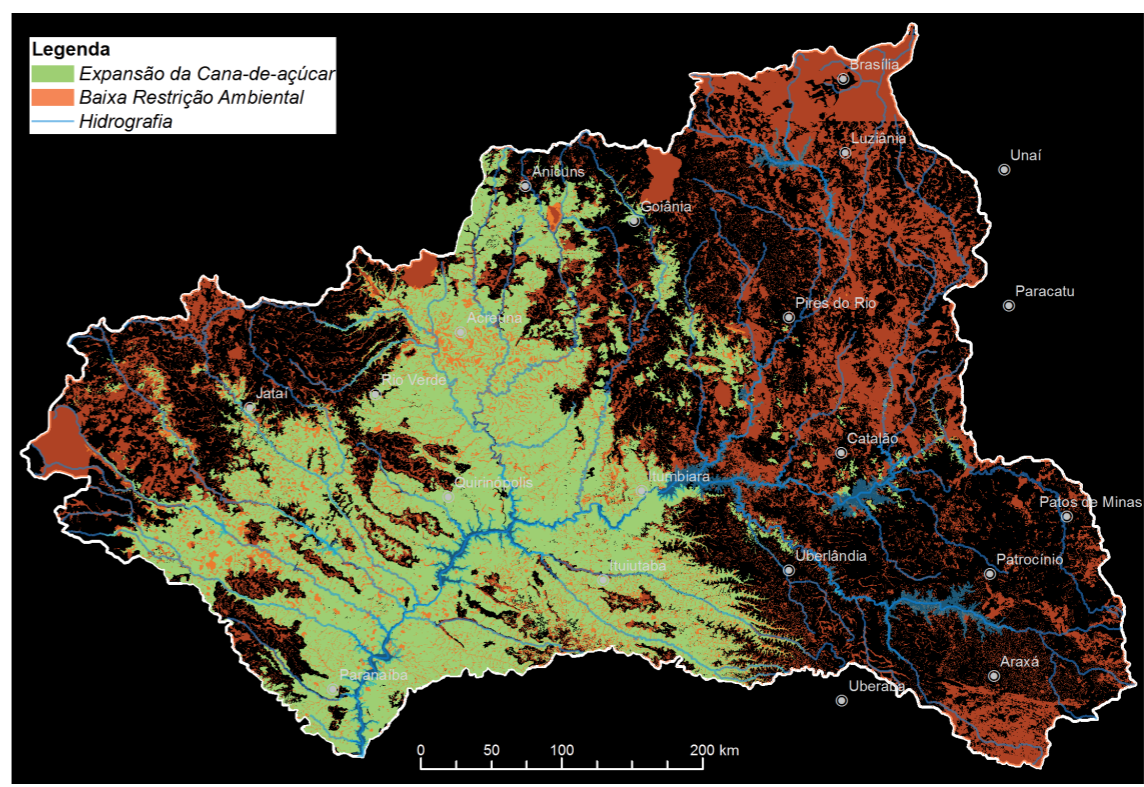 Legenda
Expansão da Cana-de-açúcar
Baixa Restrição Ambiental
Hidrografia
Brasília
Luziânia
Unaí
Anicuns
Goiânia
Paracatu
Pires do Rio
Acreúna
Rio Verde
Jataí
Catalão
Quirinópolis
Itumbiara
Patos de Minas
Ituiutaba
Uberlândia
Patrocínio
Araxá
Paranaíba
Uberaba
0 50 100 200 km